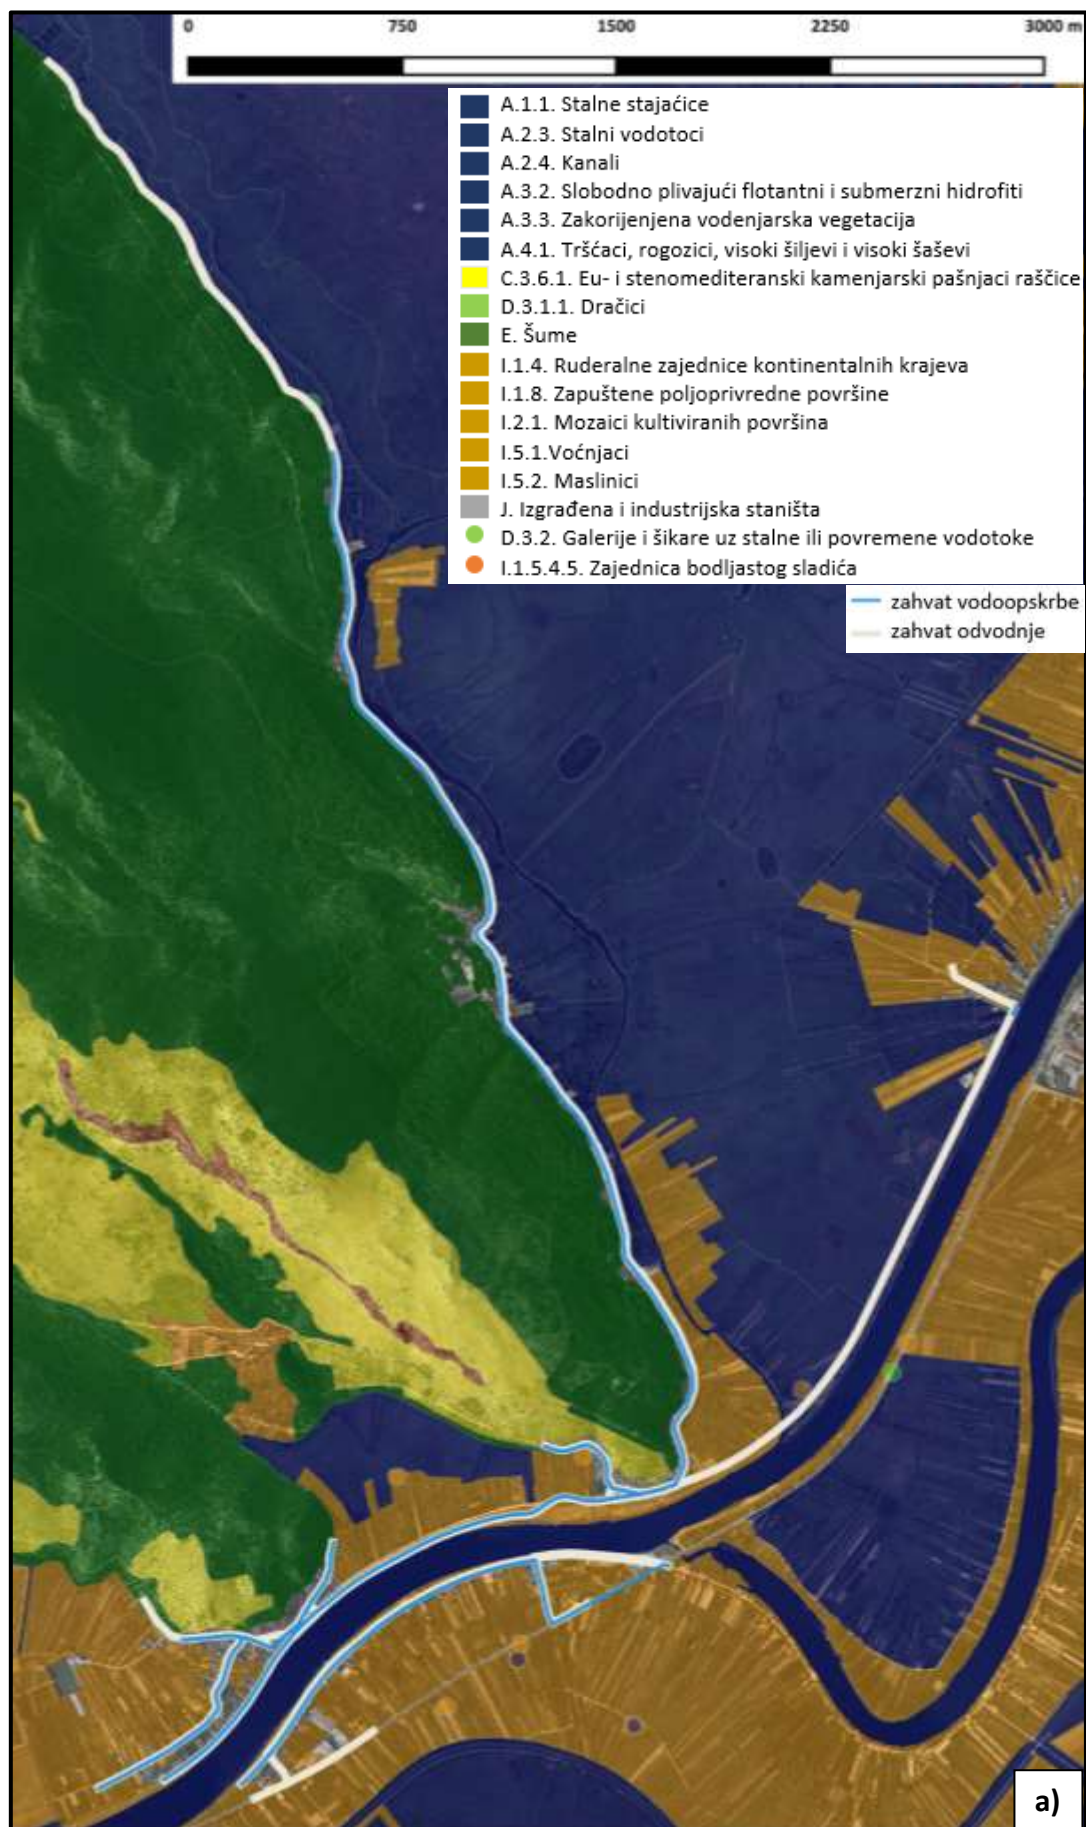 0 750 1500 2250 3000 m
A.1.1. Stalne stajaćice
A.2.3. Stalni vodotoci
A.2.4. Kanali
A.3.2. Slobodno plivajući flotantni i submerzni hidrofiti
A.3.3. Zakorijenjena vodenjarska vegetacija
A.4.1. Tršćaci, rogozici, visoki šiljevi i visoki šaševi
C.3.6.1. Eu- i stenomediteranski kamenjarski pašnjaci raščice
D.3.1.1. Dračici
E. Šume
I.1.4. Ruderalne zajednice kontinentalnih krajeva
I.1.8. Zapuštene poljoprivredne površine
I.2.1. Mozaici kultiviranih površina
I.5.1.Voćnjaci
I.5.2. Maslinici
J. Izgrađena i industrijska staništa
D.3.2. Galerije i šikare uz stalne ili povremene vodotoke
I.1.5.4.5. Zajednica bodljastog sladića
zahvat vodoopskrbe
zahvat odvodnje
a)